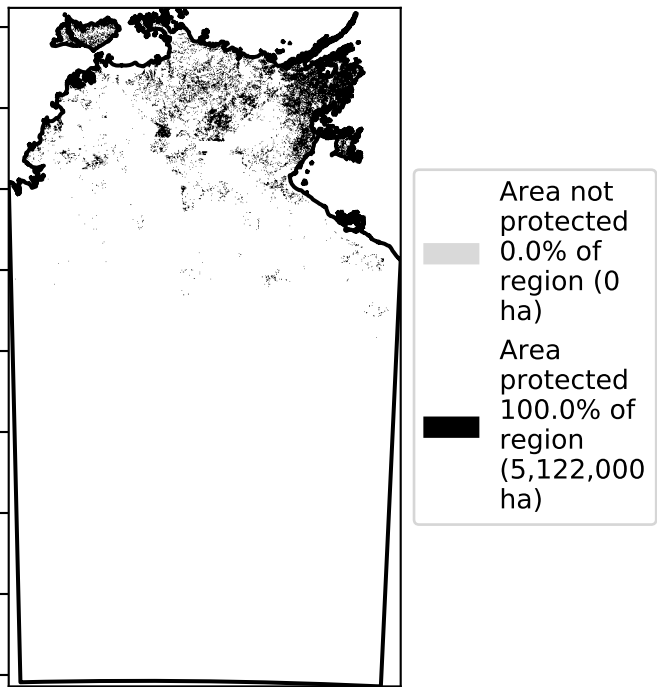 Area not
protected
0.0% of
region (0
ha)
Area
protected
100.0% of
region
(5,122,000
ha)